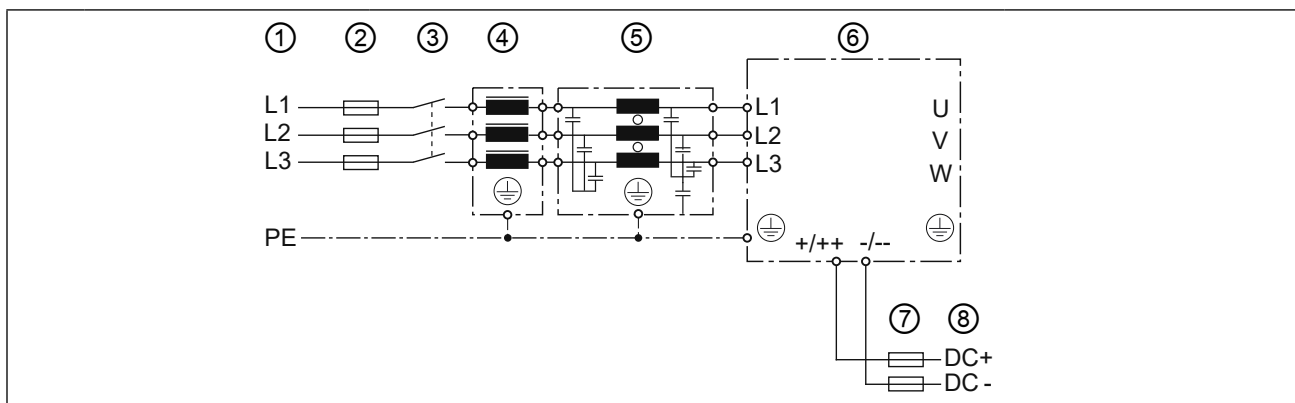 ① ② ③ ④ ⑤ ⑥
L1 L1 U
L2 L2 V
L3 L3 W
PE
+/++ -/--
⑦ ⑧
DC+
DC -